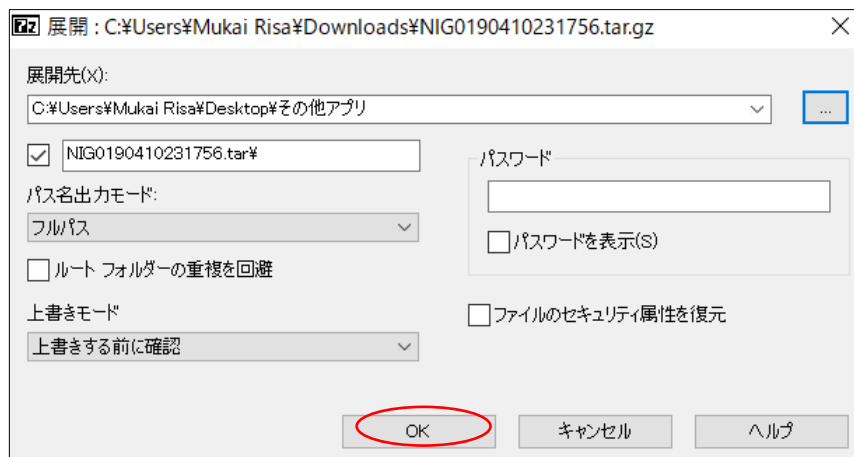 7z 展開 : C:¥Users¥Mukai Risa¥Downloads¥NIG0190410231756.tar.gz
展開先(X):
C:¥Users¥Mukai Risa¥Desktop¥その他アプリ
...
NIG0190410231756.tar¥
パスワード
パス名出力モード:
フルパス
パスワードを表示(S)
ルート フォルダーの重複を回避
上書きモード
ファイルのセキュリティ属性を復元
上書きする前に確認
OK
キャンセル
ヘルプ